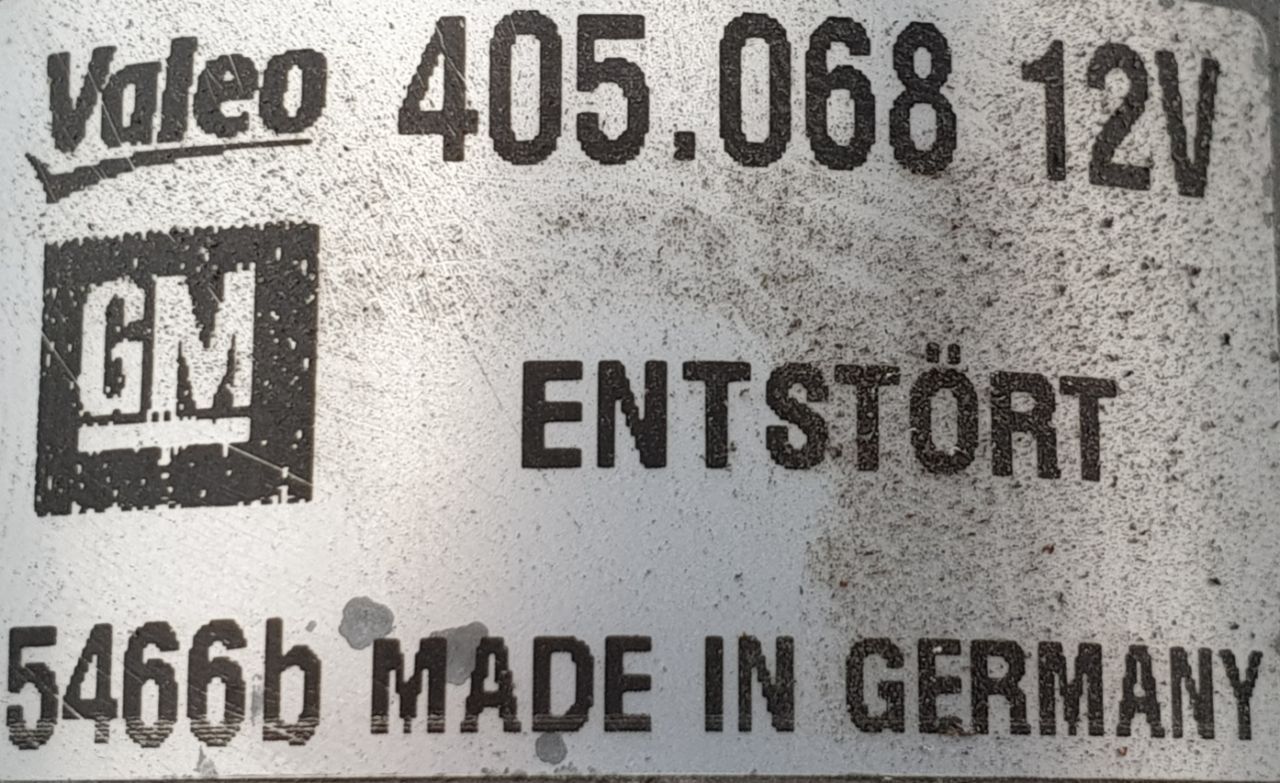 Valeo 405.068 12V
GM
ENTSTÖRT
5466b MADE IN GERMANY